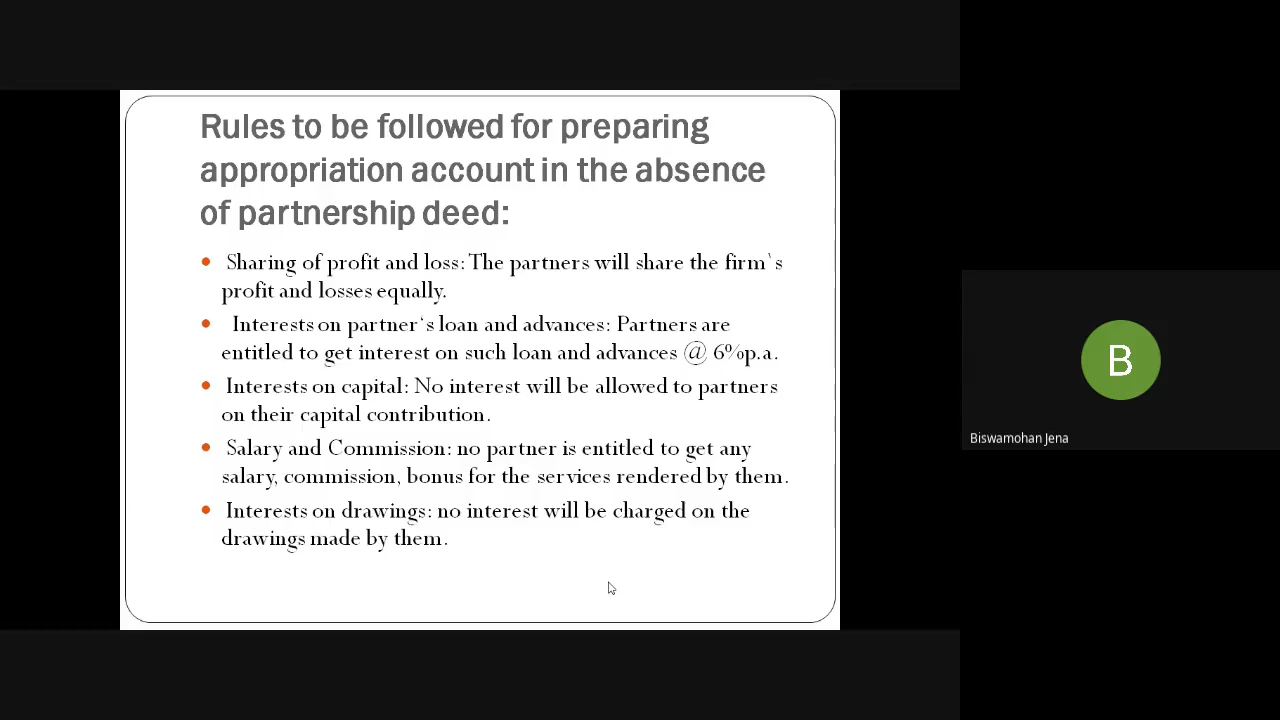 Rules to be followed for preparing
appropriation account in the absence
of partnership deed:
• Sharing of profit and loss: The partners will share the firm‵s
profit and losses equally.
• Interests on partner‛s loan and advances: Partners are
entitled to get interest on such loan and advances @ 6%p.a.
• Interests on capital: No interest will be allowed to partners
on their capital contribution.
• Salary and Commission: no partner is entitled to get any
salary, commission, bonus for the services rendered by them.
• Interests on drawings: no interest will be charged on the
drawings made by them.
B
Biswamohan Jena